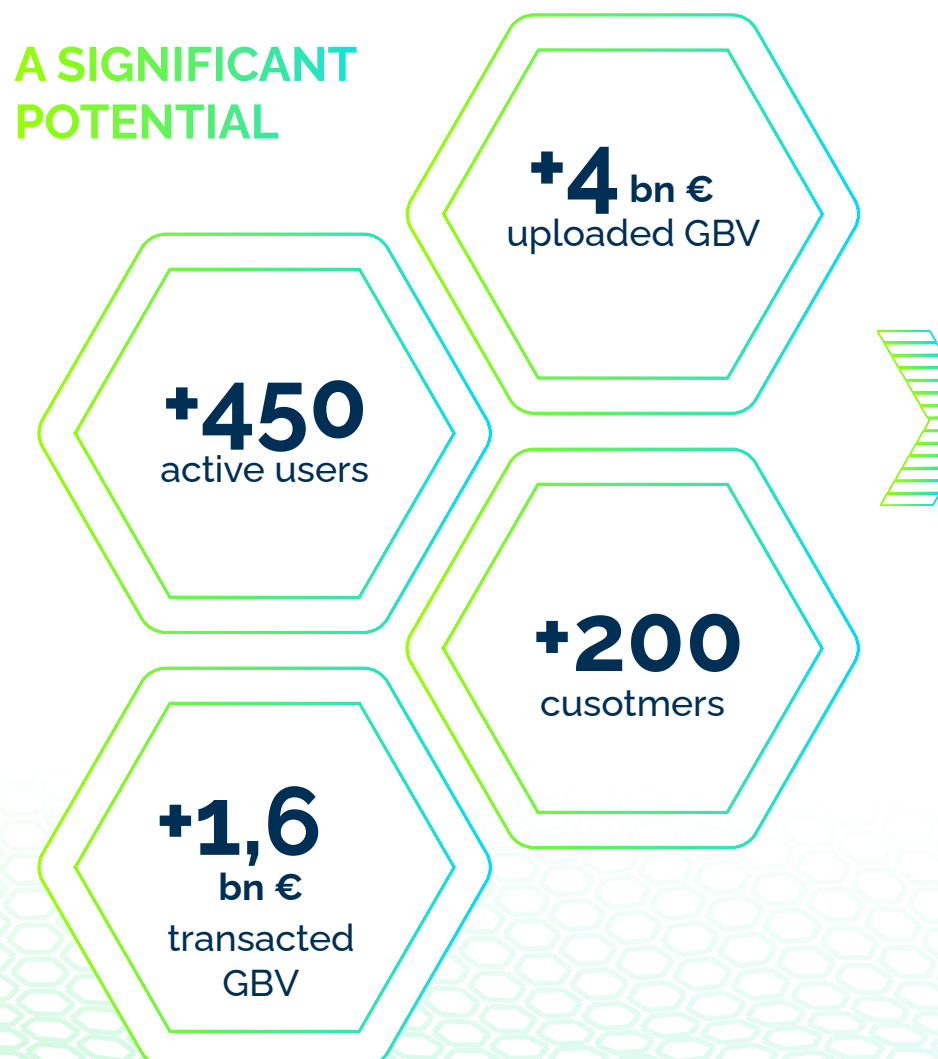 A SIGNIFICANT
POTENTIAL
+4 bn €
uploaded GBV
+450
active users
+200
cusotmers
+1,6
bn €
transacted
GBV